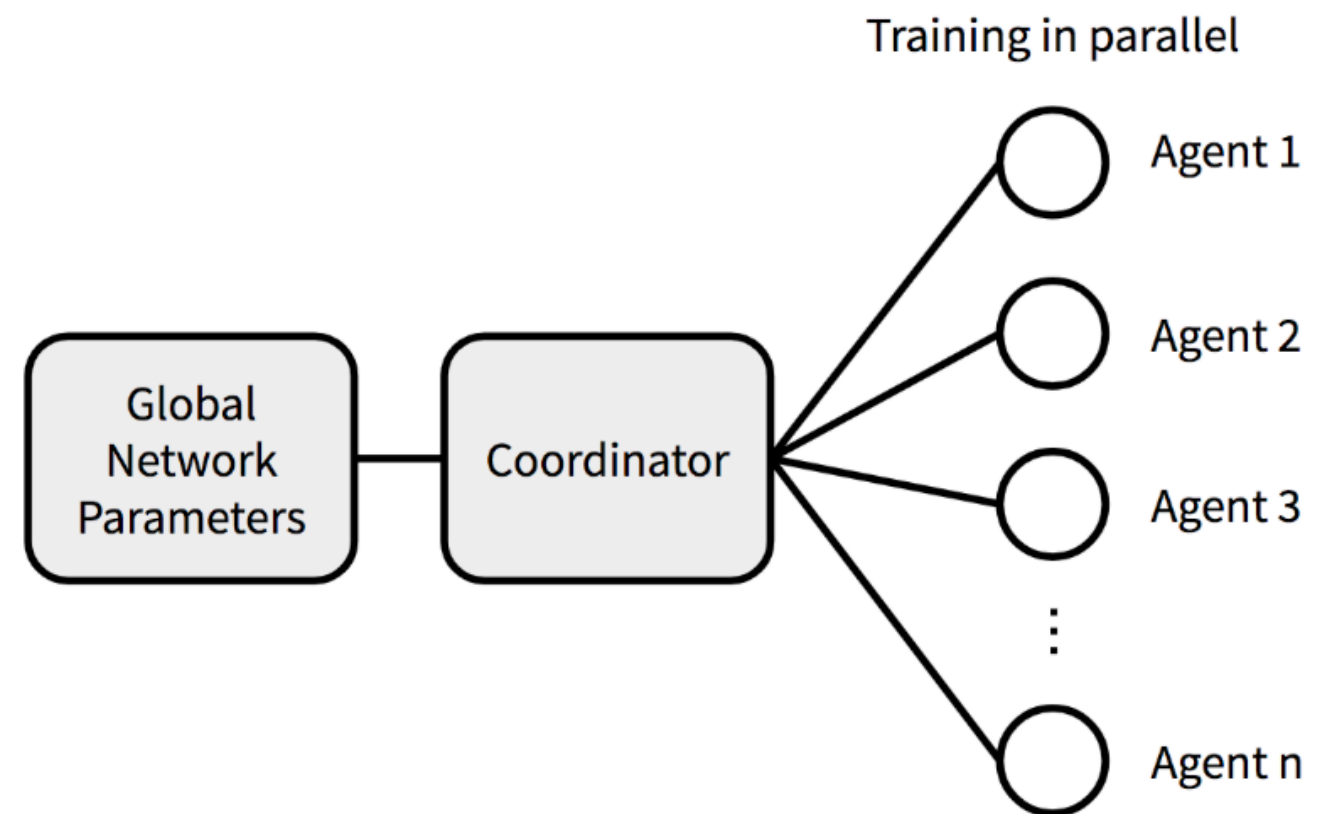 Training in parallel
Agent 1
Agent 2
Global
Network
Parameters
Coordinator
Agent 3
Agent n